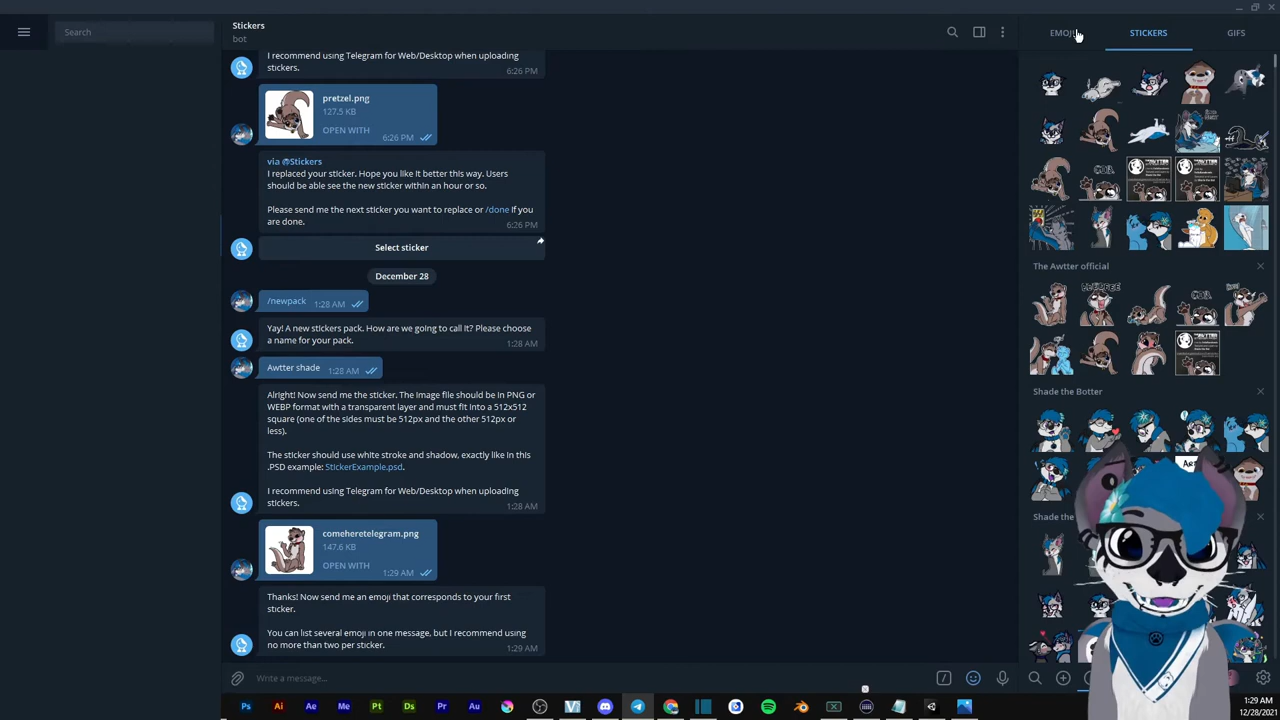 Search
Stickers
bot
EMOJI
STICKERS
GIFS
I recommend using Telegram for Web/Desktop when uploading
stickers.
6:26 PM
pretzel.png
127.5 KB
OPEN WITH
6:26 PM
via @Stickers
I replaced your sticker. Hope you like it better this way. Users
should be able see the new sticker within an hour or so.
Please send me the next sticker you want to replace or /done if you
are done.
6:26 PM
Select sticker
December 28
/newpack
1:28 AM
Yay! A new stickers pack. How are we going to call it? Please choose
a name for your pack.
1:28 AM
Awtter shade
1:28 AM
Alright! Now send me the sticker. The image file should be in PNG or
WEBP format with a transparent layer and must fit into a 512x512
square (one of the sides must be 512px and the other 512px or
less).
The sticker should use white stroke and shadow, exactly like in this
.PSD example: StickerExample.psd.
I recommend using Telegram for Web/Desktop when uploading
stickers.
1:28 AM
comeheretelegram.png
147.6 KB
OPEN WITH
1:29 AM
Thanks! Now send me an emoji that corresponds to your first
sticker.
You can list several emoji in one message, but I recommend using
no more than two per sticker.
1:29 AM
Write a message...
The Awtter official
Shade the Botter
Shade the
Ps
Ai
Ae
Me
Pt
Ds
Pr
Au
1:29 AM
12/28/2021